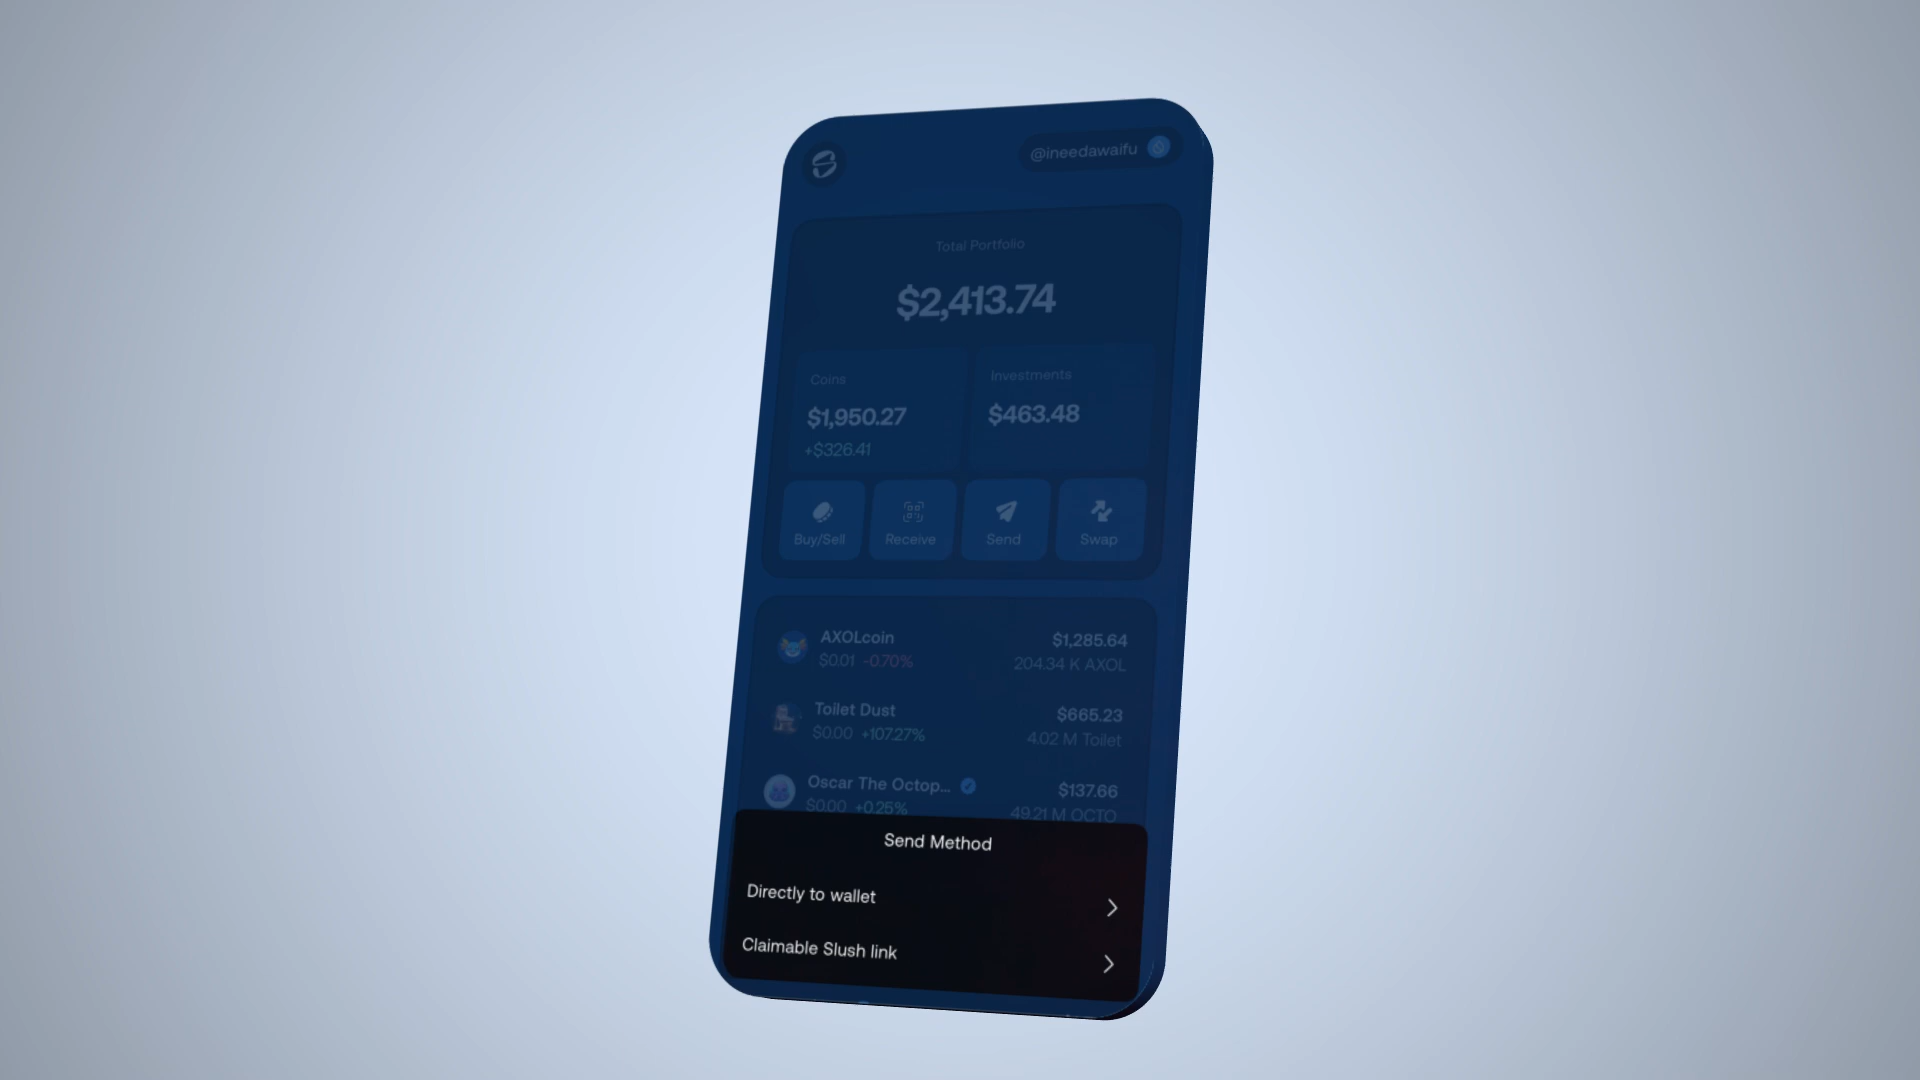 @ineedawaifu
Total Portfolio
$2,413.74
Coins
Investments
$1,950.27
$463.48
+$326.41
Buy/Sell
Receive
Send
Swap
AXOLcoin
$1,285.64
$0.01 -0.70%
204.34 K AXOL
Toilet Dust
$665.23
$0.00 +107.27%
4.02 M Toilet
Oscar The Octop...
$137.66
$0.00 +0.25%
49.21 M OCTO
Send Method
Directly to wallet
Claimable Slush link